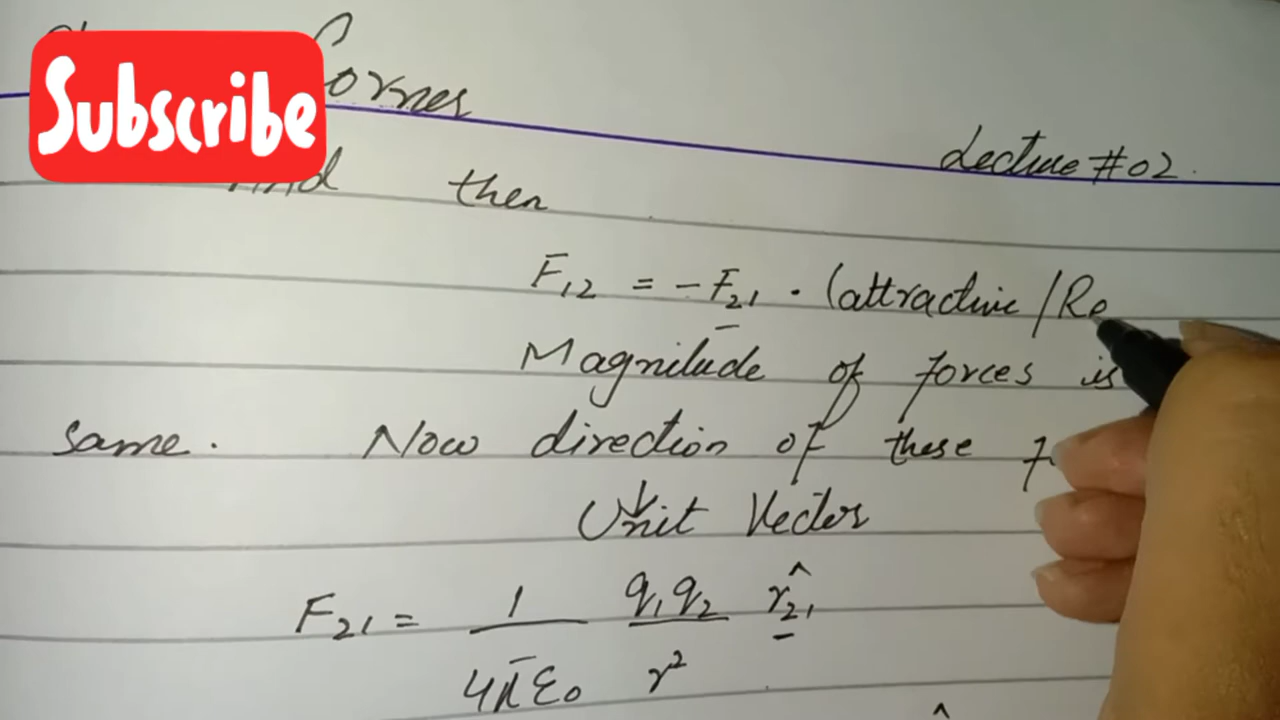 Subscribe
Corner
Lecture #02.
And then
F₁₂ = -F₂₁ . (attractive / Re
Magnitude of forces is
same. Now direction of these f
Unit Vector
F₂₁ = 1/4πε₀ q₁q₂/r² r̂₂₁